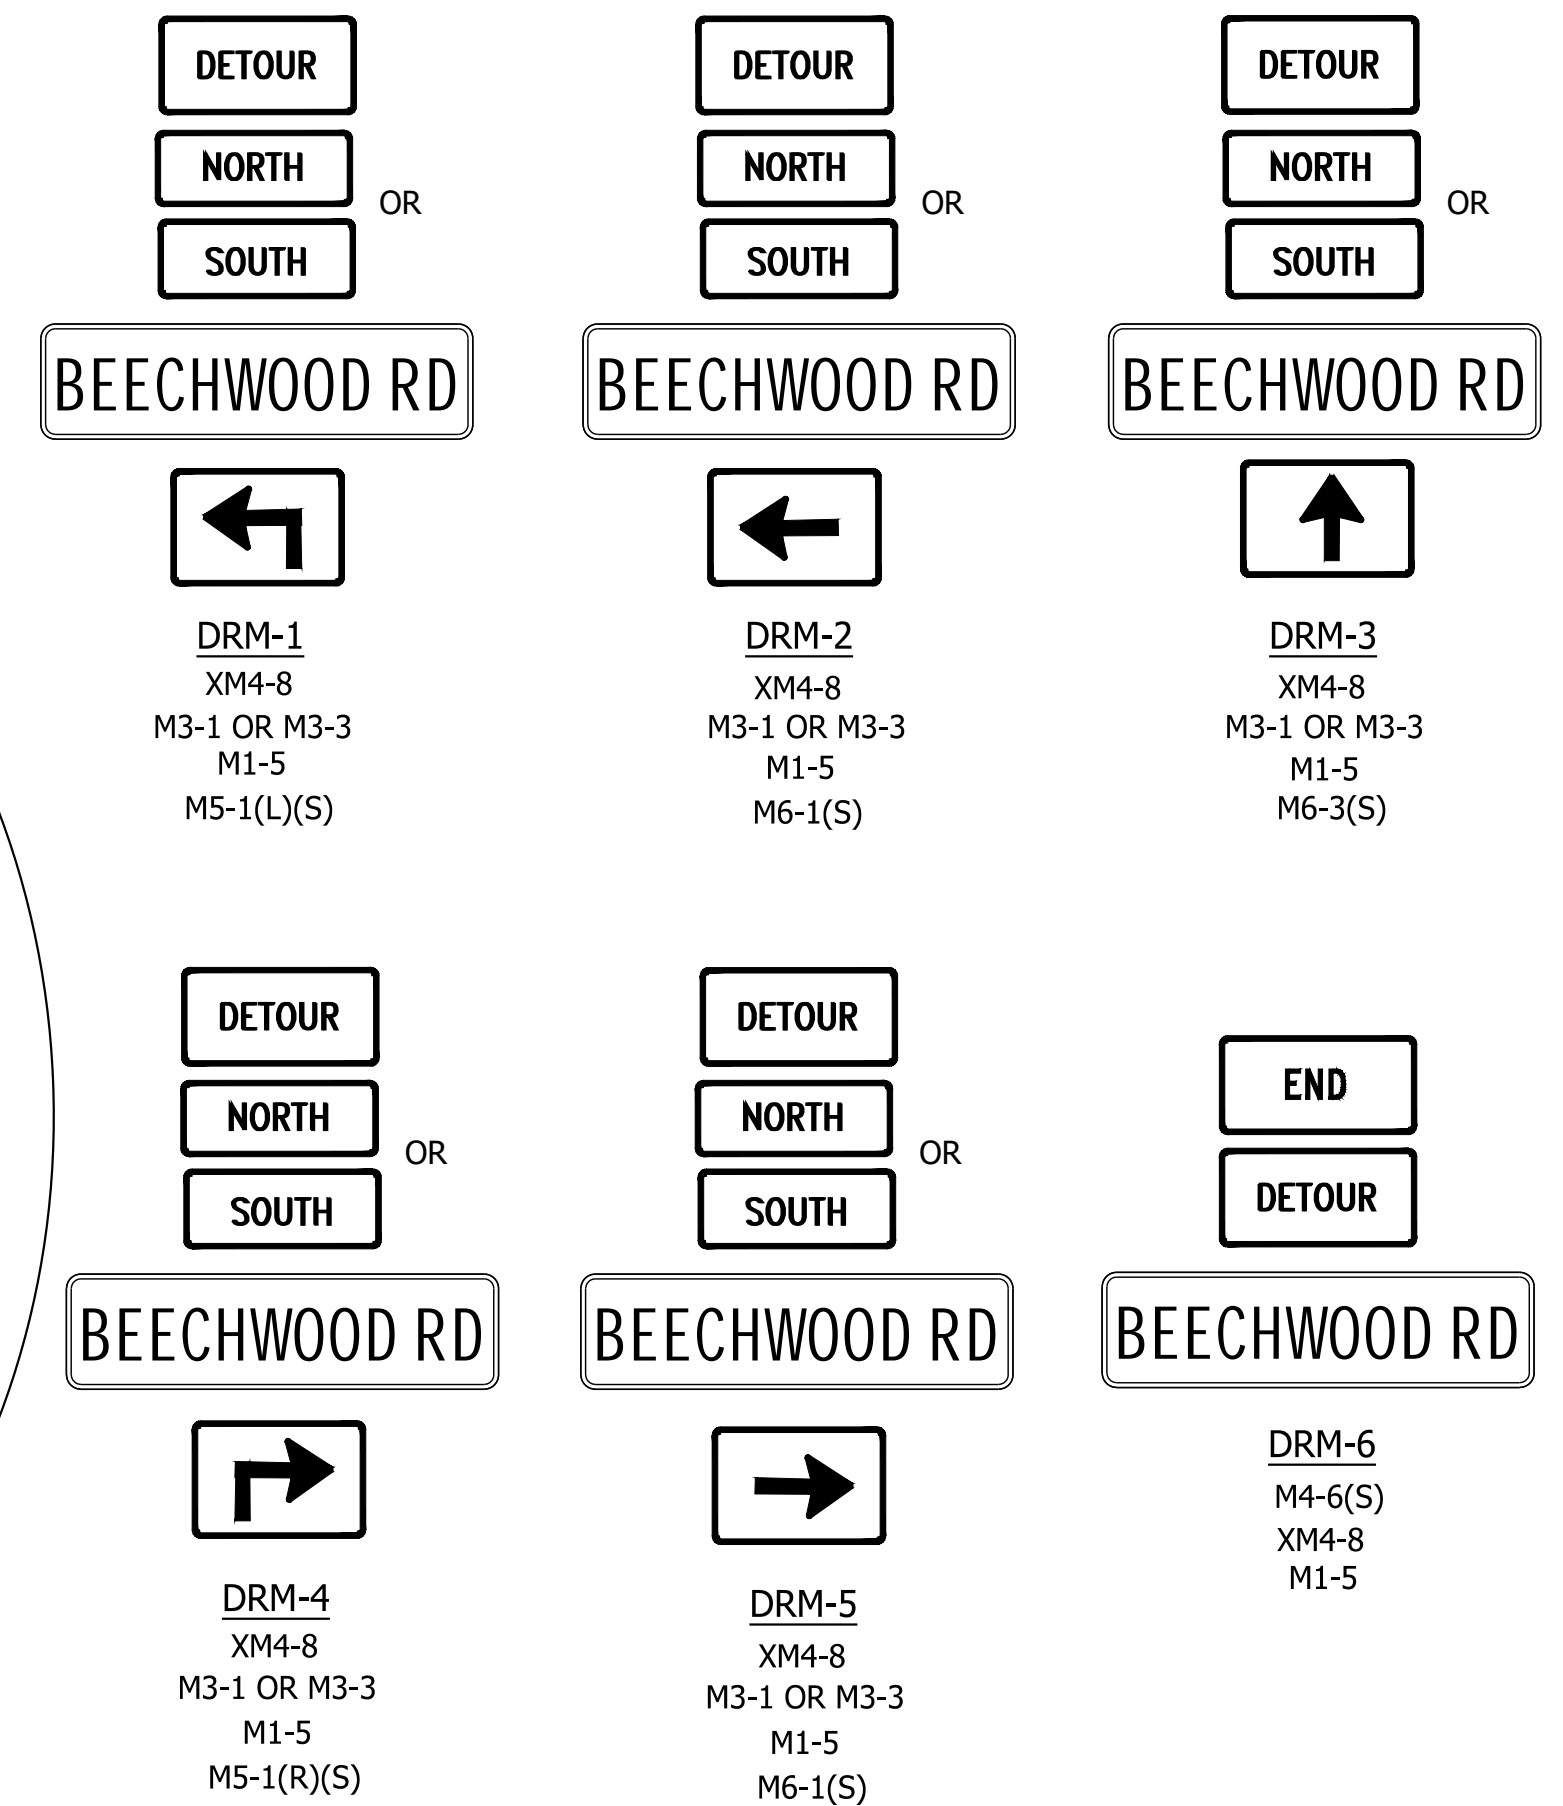 DETOUR
NORTH
OR
SOUTH
BEECHWOOD RD
DRM-1
XM4-8
M3-1 OR M3-3
M1-5
M5-1(L)(S)
DETOUR
NORTH
OR
SOUTH
BEECHWOOD RD
DRM-2
XM4-8
M3-1 OR M3-3
M1-5
M6-1(S)
DETOUR
NORTH
OR
SOUTH
BEECHWOOD RD
DRM-3
XM4-8
M3-1 OR M3-3
M1-5
M6-3(S)
DETOUR
NORTH
OR
SOUTH
BEECHWOOD RD
DRM-4
XM4-8
M3-1 OR M3-3
M1-5
M5-1(R)(S)
DETOUR
NORTH
OR
SOUTH
BEECHWOOD RD
DRM-5
XM4-8
M3-1 OR M3-3
M1-5
M6-1(S)
END
DETOUR
BEECHWOOD RD
DRM-6
M4-6(S)
XM4-8
M1-5